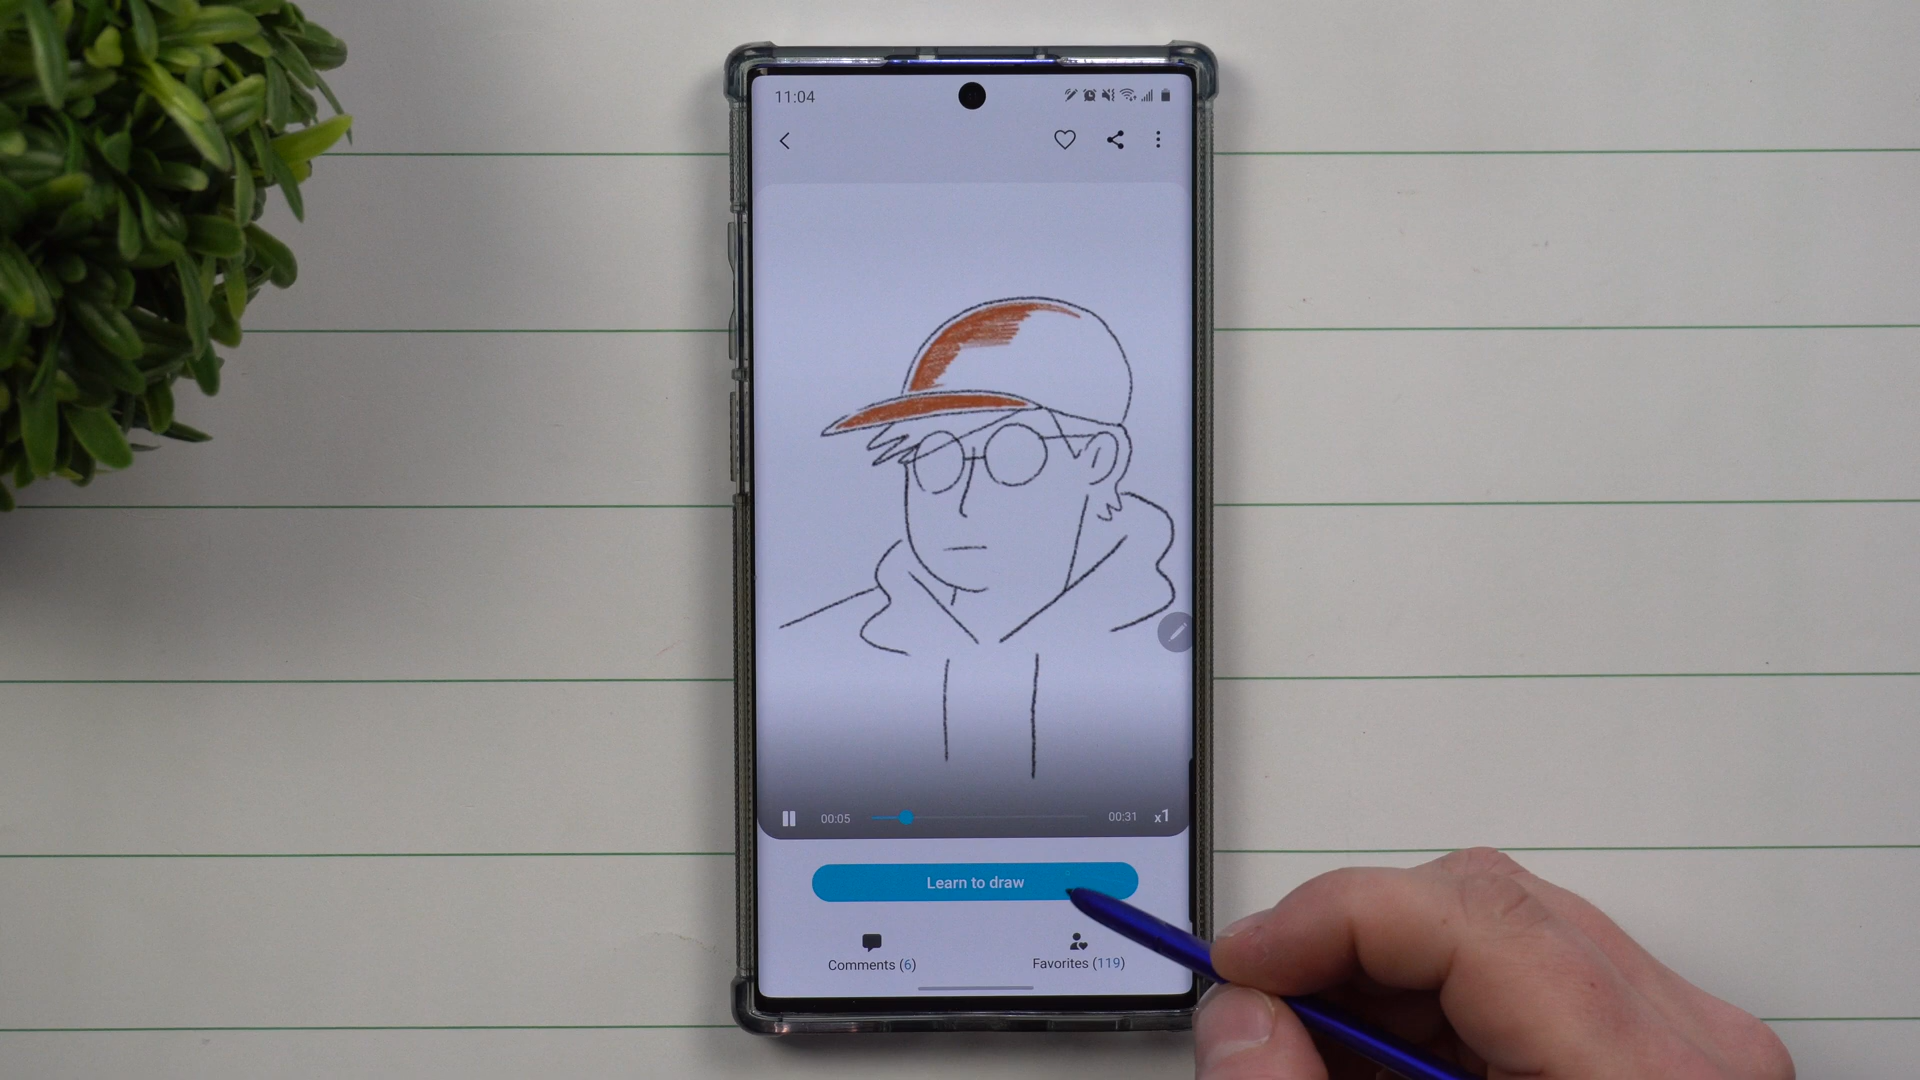 11:04
00:05
00:31
x1
Learn to draw
Comments (6)
Favorites (119)